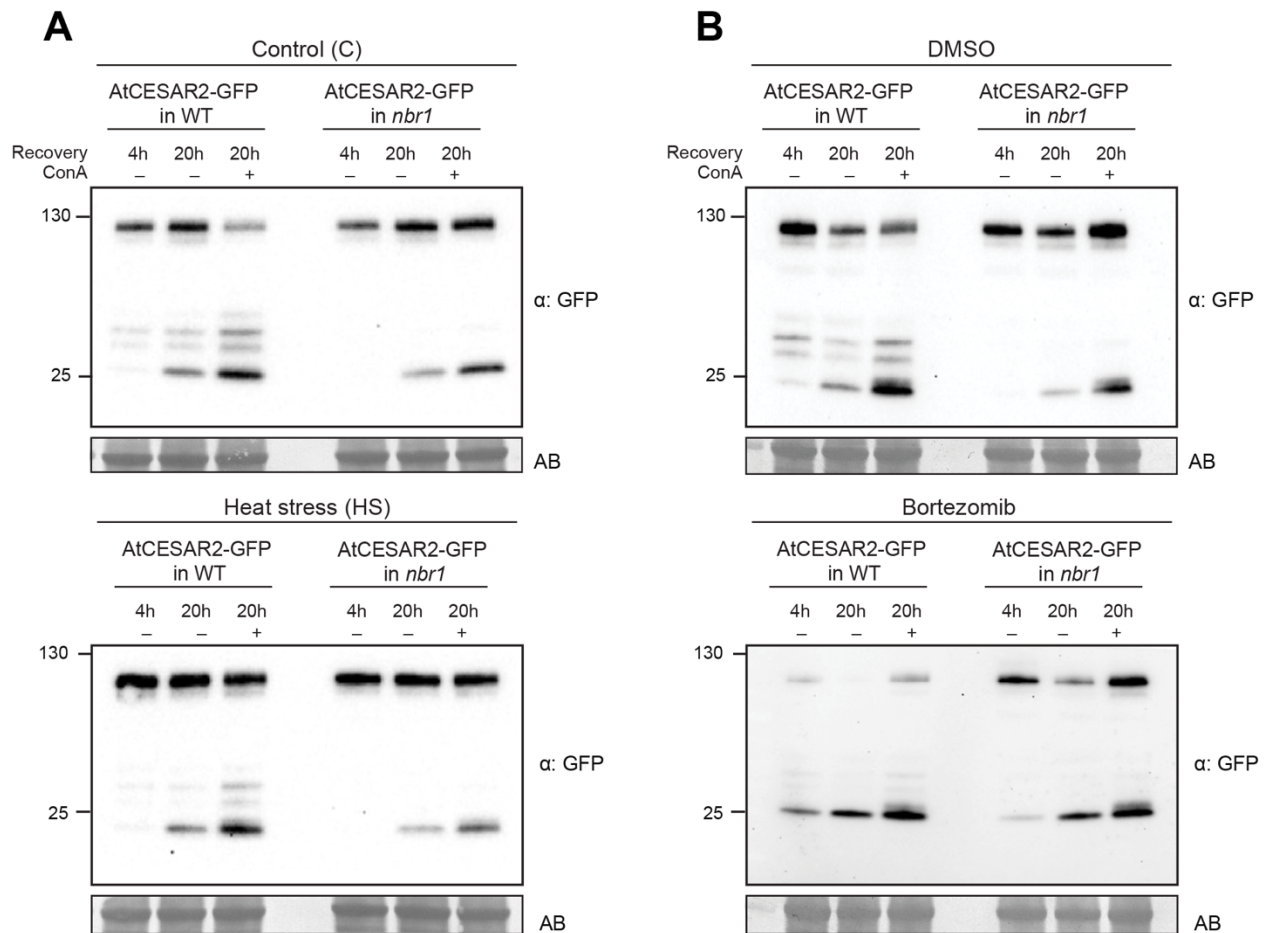 A
Control (C)
AtCESAR2-GFP
in WT
AtCESAR2-GFP
in nbr1
Recovery 4h 20h 20h 4h 20h 20h
ConA – – + – – +
130
25
α: GFP
AB
Heat stress (HS)
AtCESAR2-GFP
in WT
AtCESAR2-GFP
in nbr1
4h 20h 20h 4h 20h 20h
– – + – – +
130
25
α: GFP
AB
B
DMSO
AtCESAR2-GFP
in WT
AtCESAR2-GFP
in nbr1
Recovery 4h 20h 20h 4h 20h 20h
ConA – – + – – +
130
25
α: GFP
AB
Bortezomib
AtCESAR2-GFP
in WT
AtCESAR2-GFP
in nbr1
4h 20h 20h 4h 20h 20h
– – + – – +
130
25
α: GFP
AB